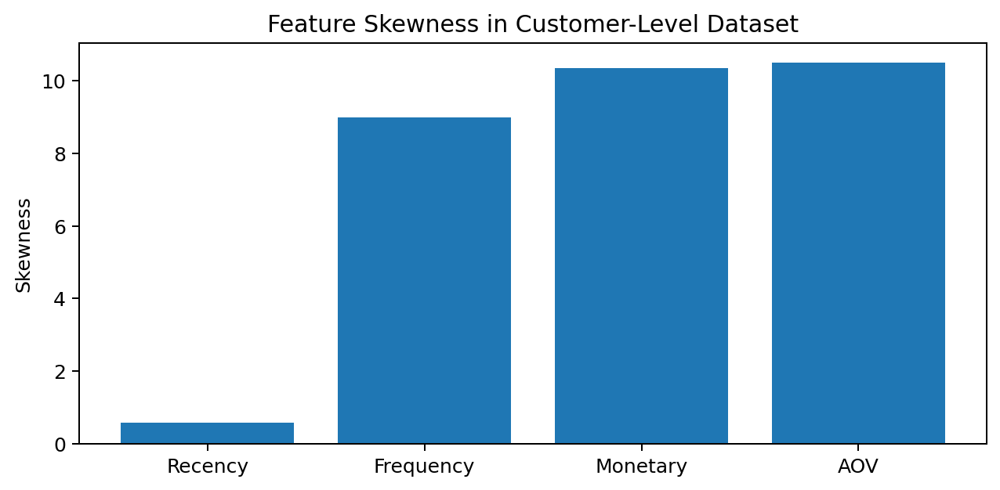 Feature Skewness in Customer-Level Dataset
Skewness
10
8
6
4
2
0
Recency Frequency Monetary AOV